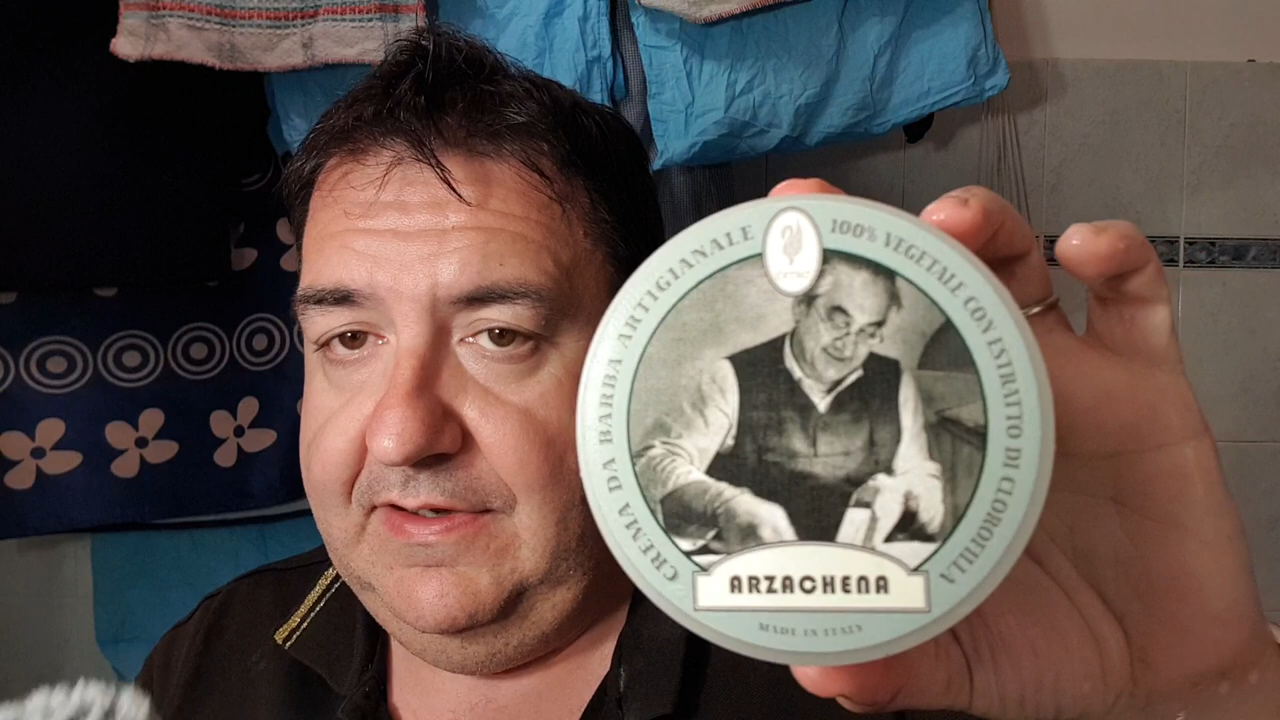 CREMA DA BARBA ARTIGIANALE
100% VEGETALE CON ESTRATTO DI CLOROFILLA
ARZACHENA
MADE IN ITALY